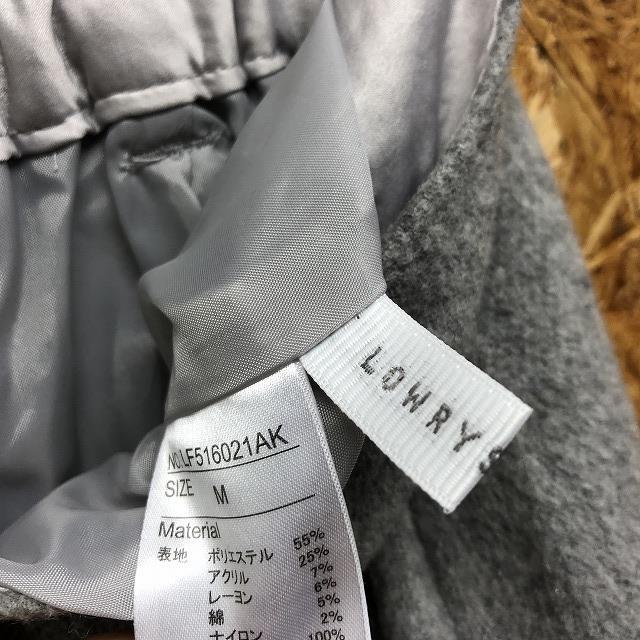 LOWRYS
NO.LF516021AK
SIZE M
Material
表地 ポリエステル 55%
アクリル 25%
レーヨン 7%
綿 6%
ナイロン 5%
2%
100%